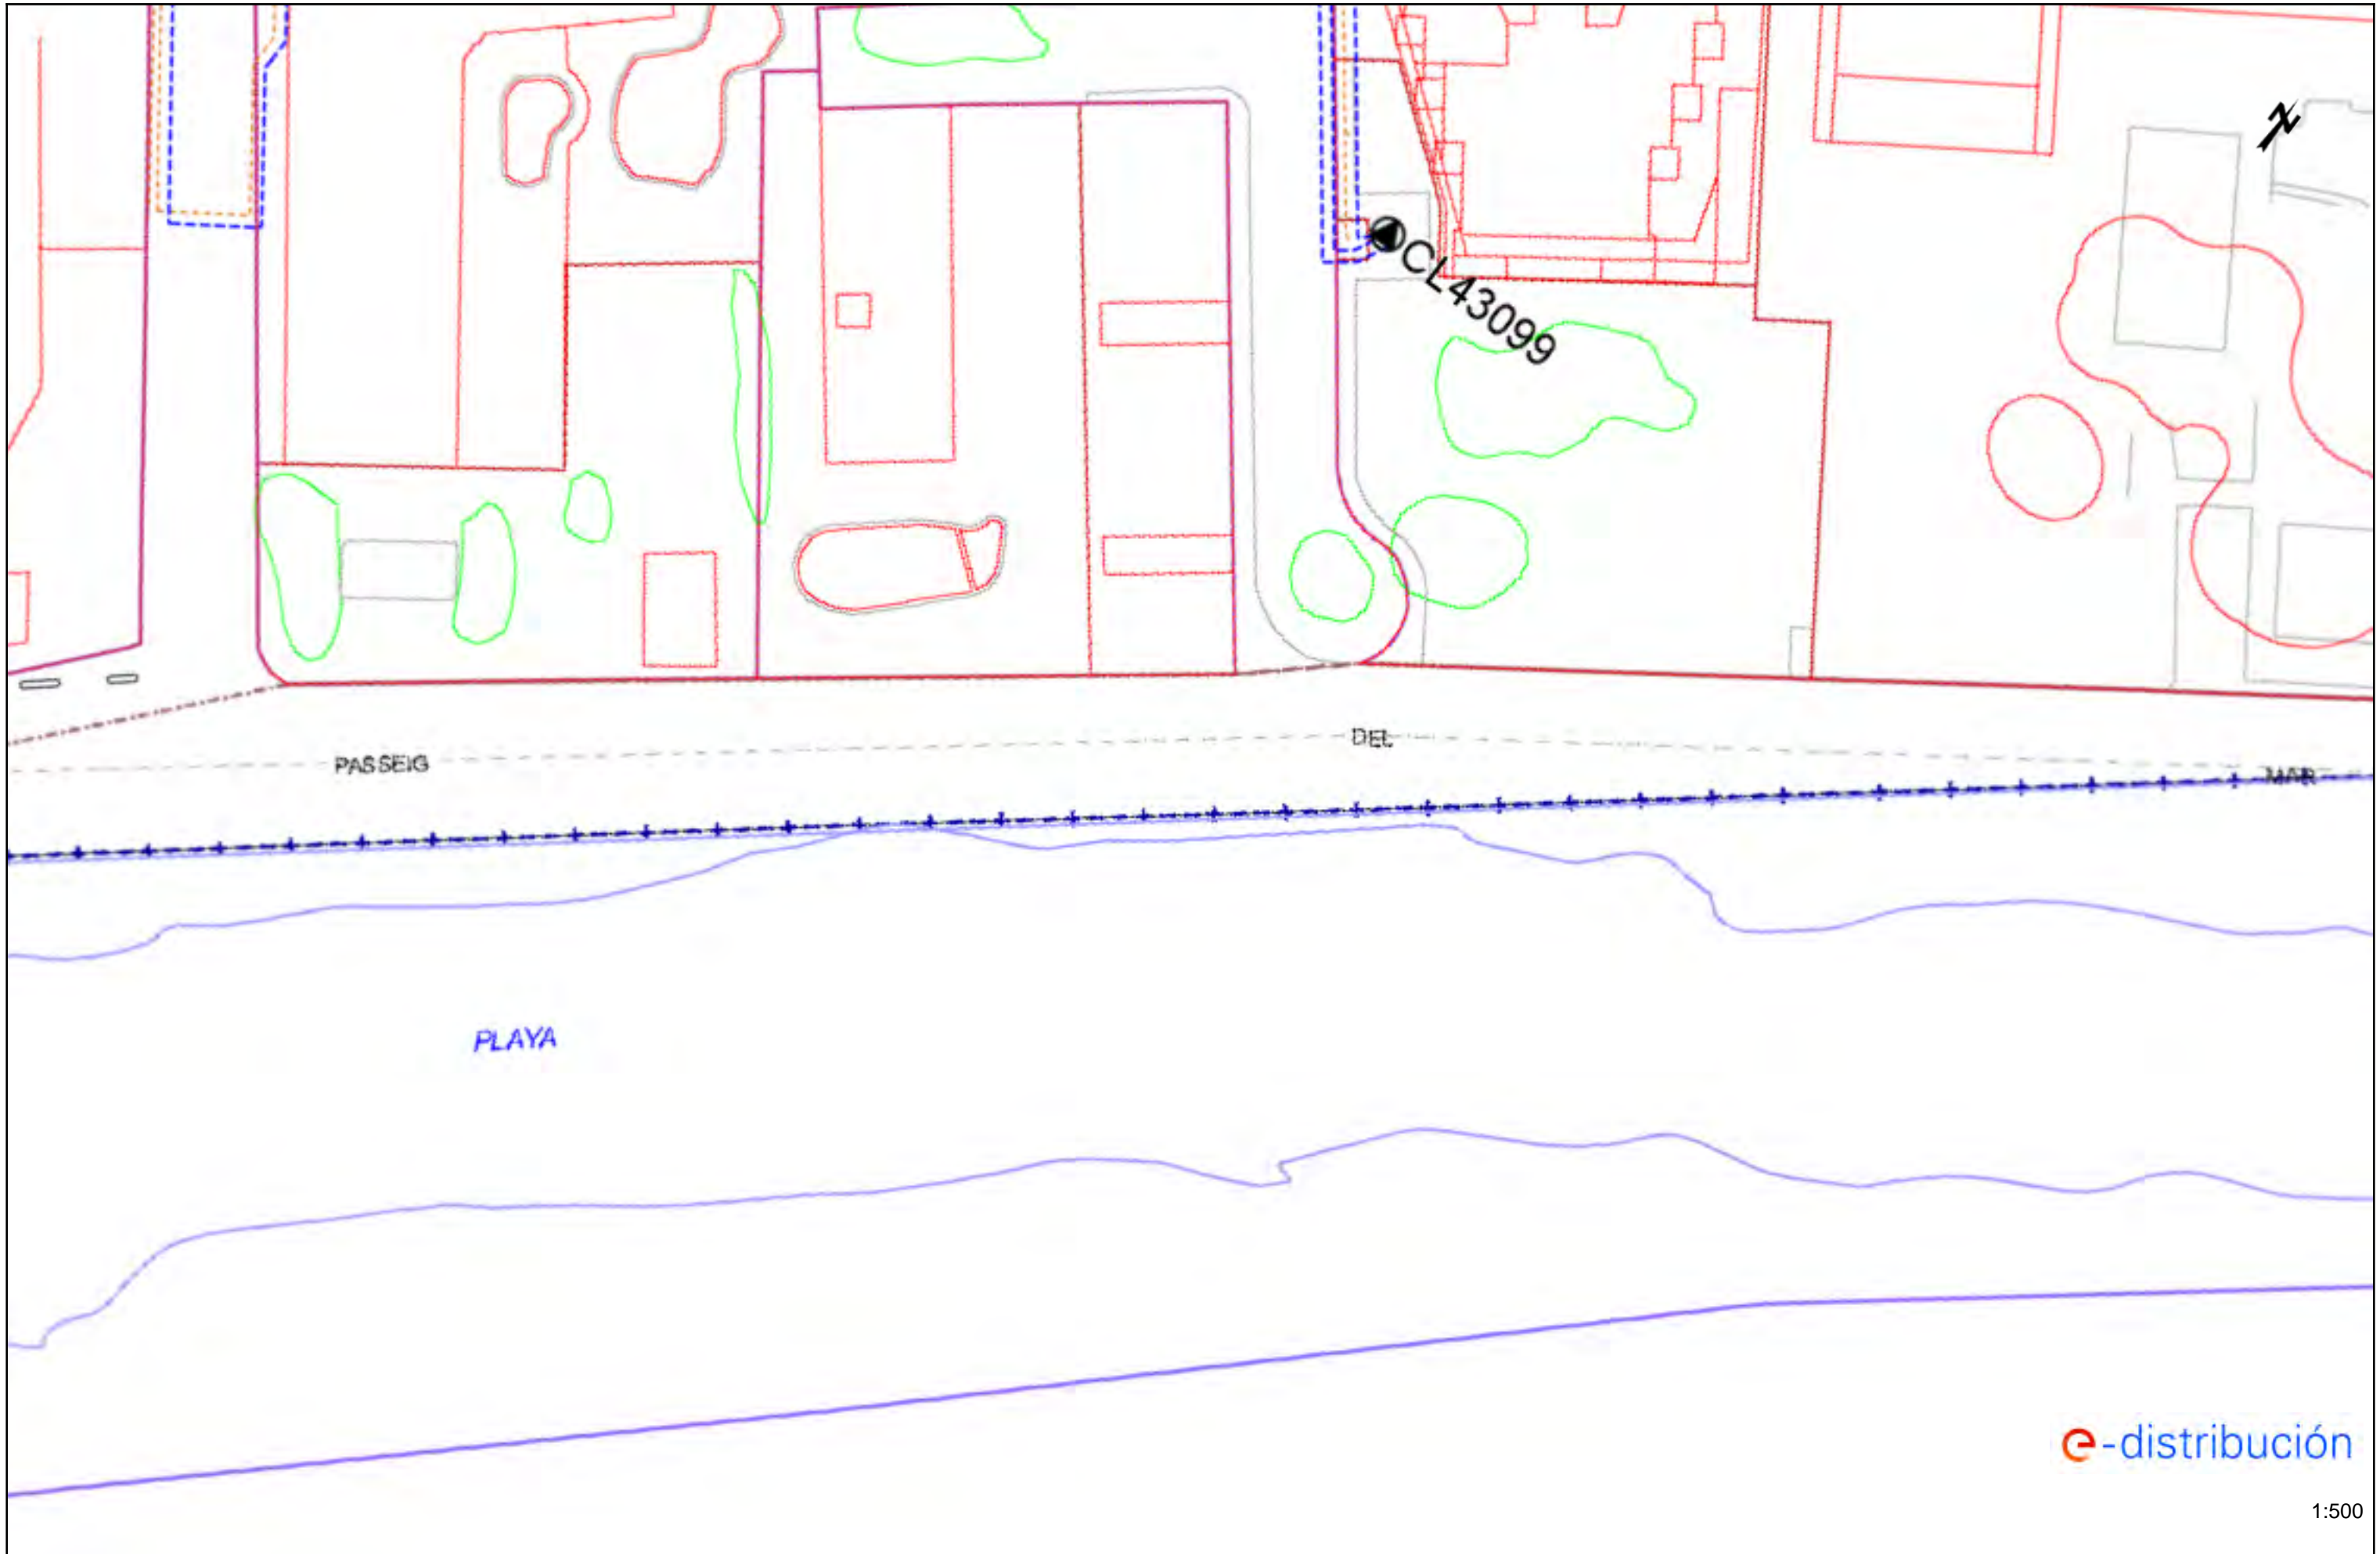 N
CL43099
PASSEIG DEL MAR
PLAYA
e-distribución
1:500